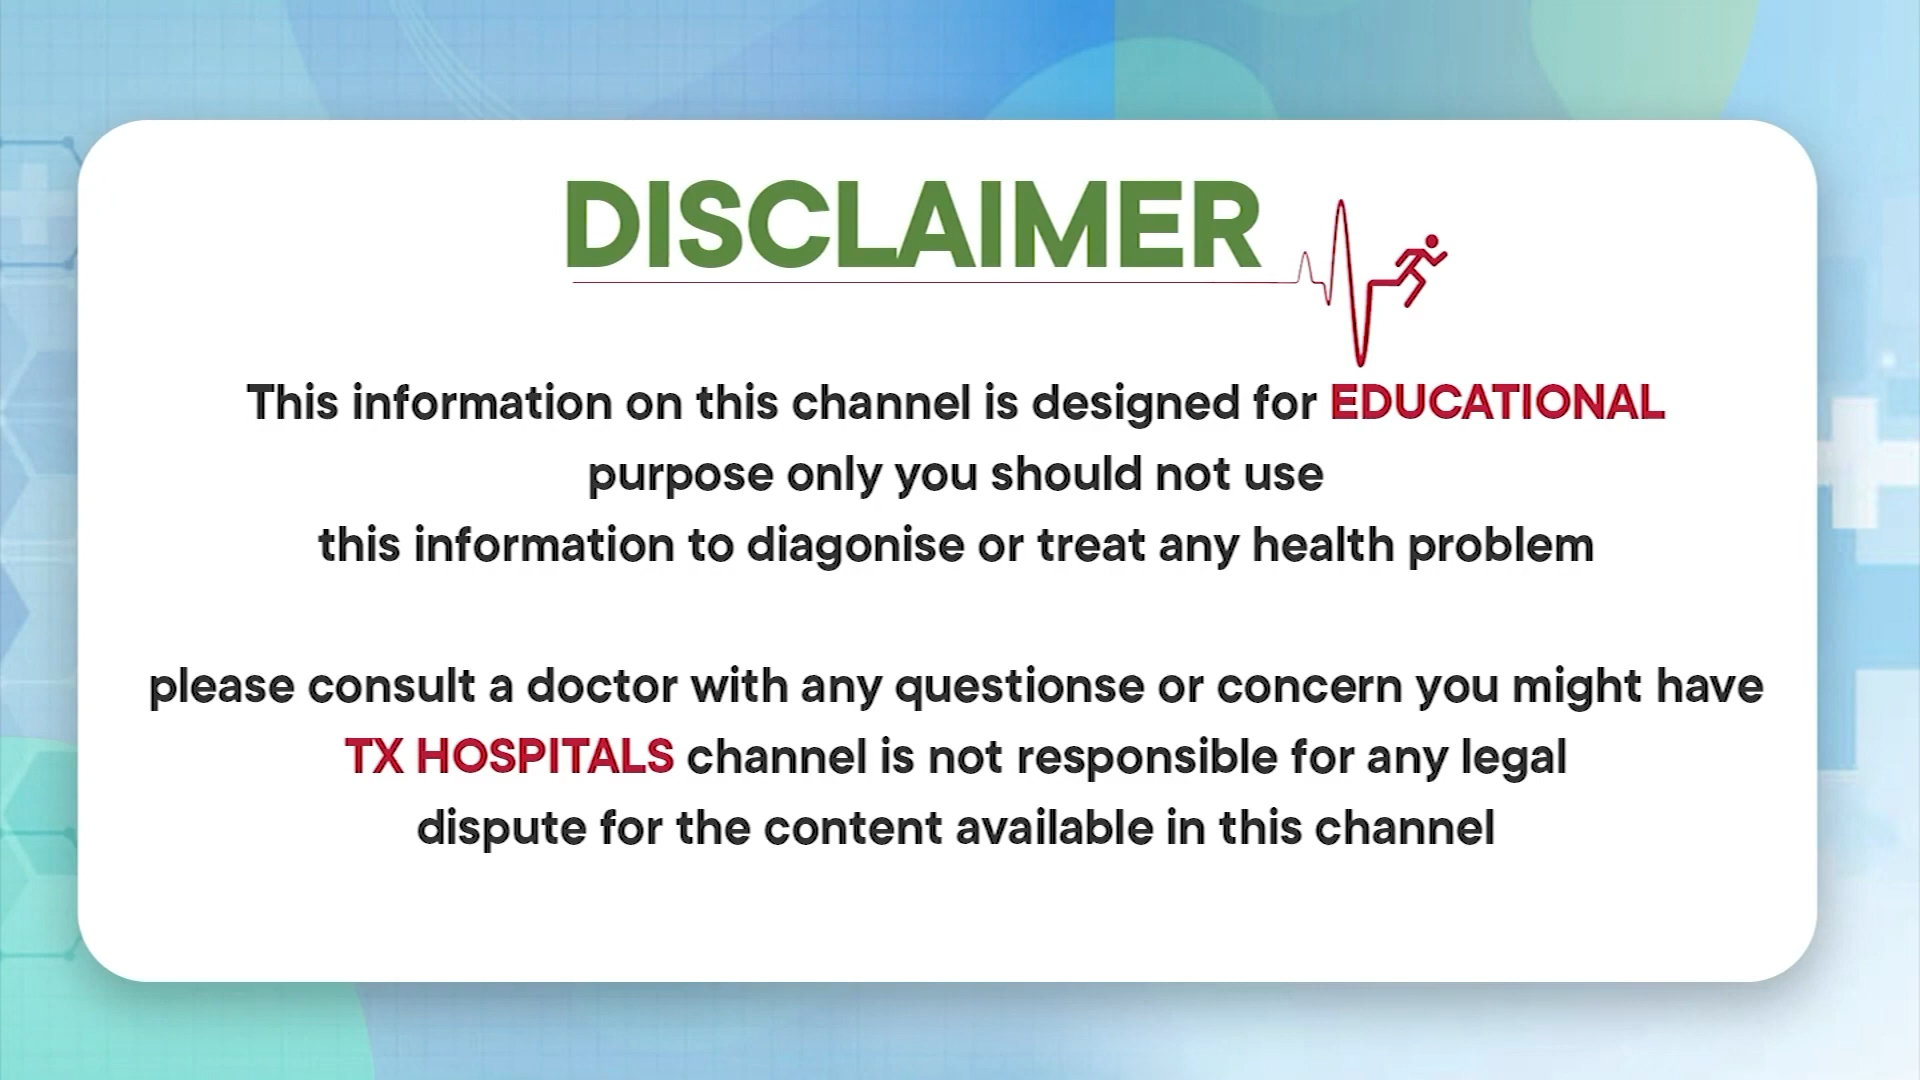 DISCLAIMER
This information on this channel is designed for EDUCATIONAL
purpose only you should not use
this information to diagonise or treat any health problem
please consult a doctor with any questionse or concern you might have
TX HOSPITALS channel is not responsible for any legal
dispute for the content available in this channel